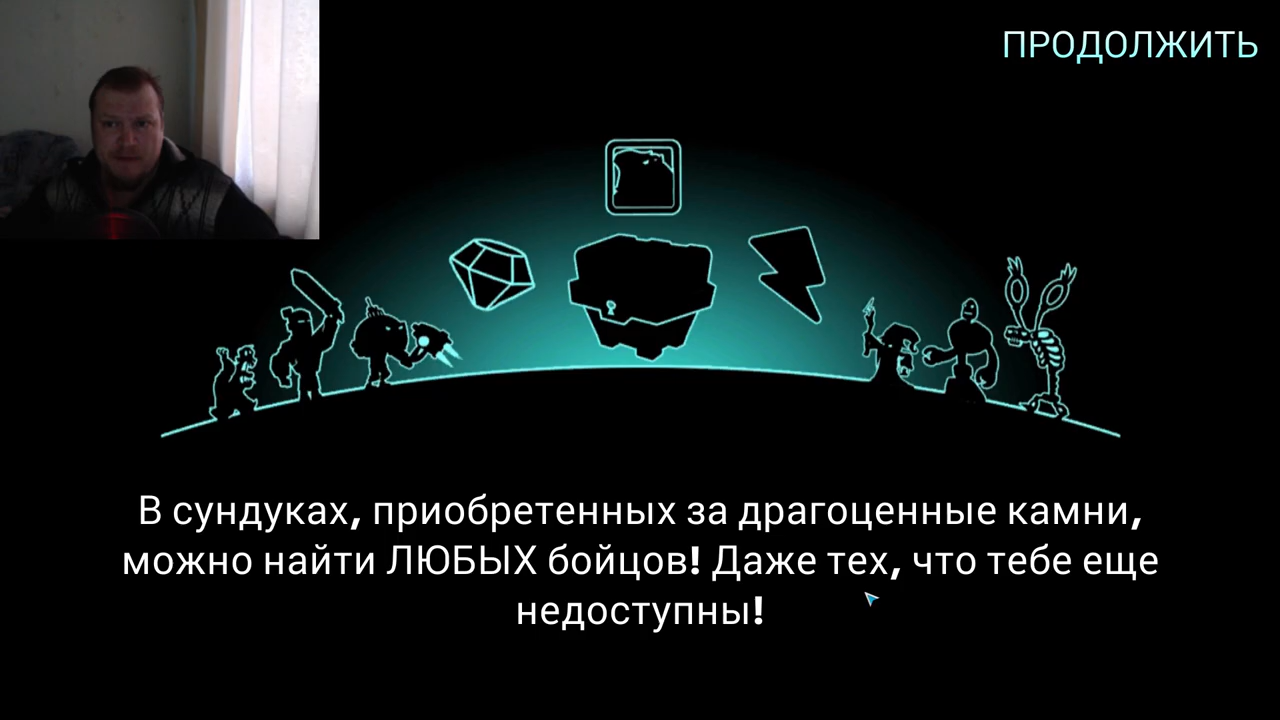 ПРОДОЛЖИТЬ
В сундуках, приобретенных за драгоценные камни,
можно найти ЛЮБЫХ бойцов! Даже тех, что тебе еще
недоступны!